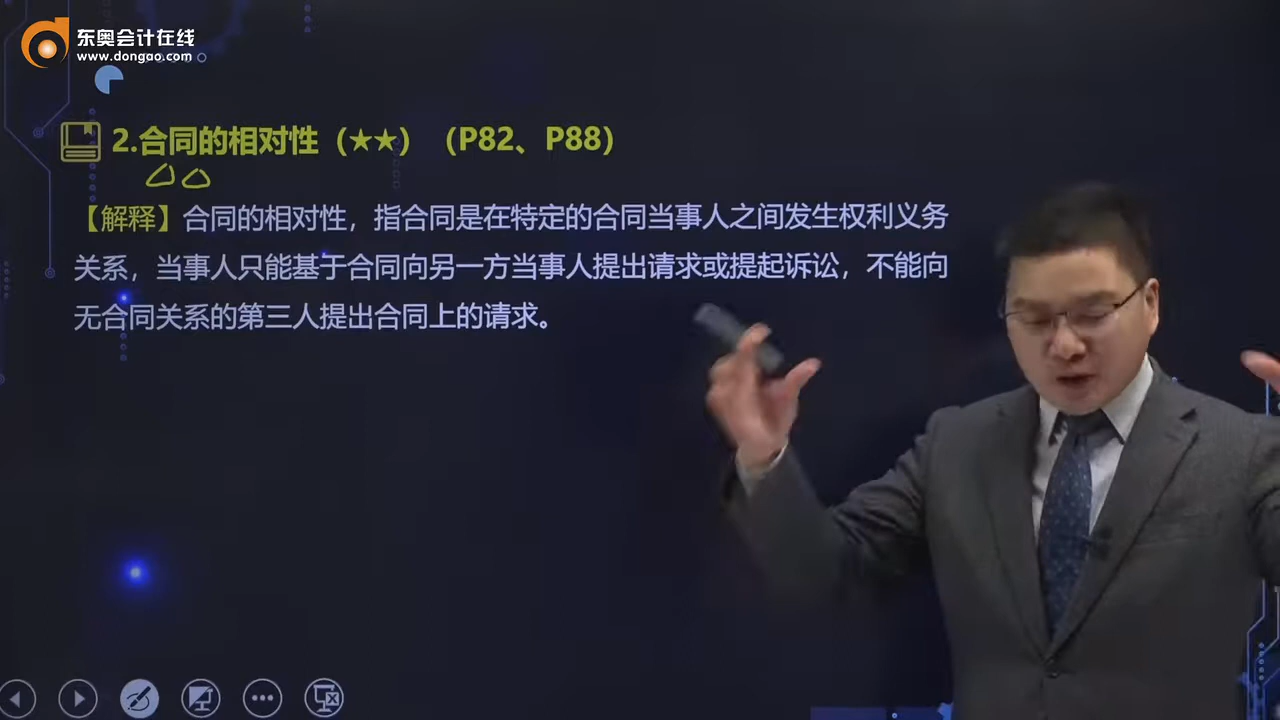 东奥会计在线
www.dongao.com
2.合同的相对性（★★）（P82、P88）
【解释】合同的相对性，指合同是在特定的合同当事人之间发生权利义务
关系，当事人只能基于合同向另一方当事人提出请求或提起诉讼，不能向
无合同关系的第三人提出合同上的请求。